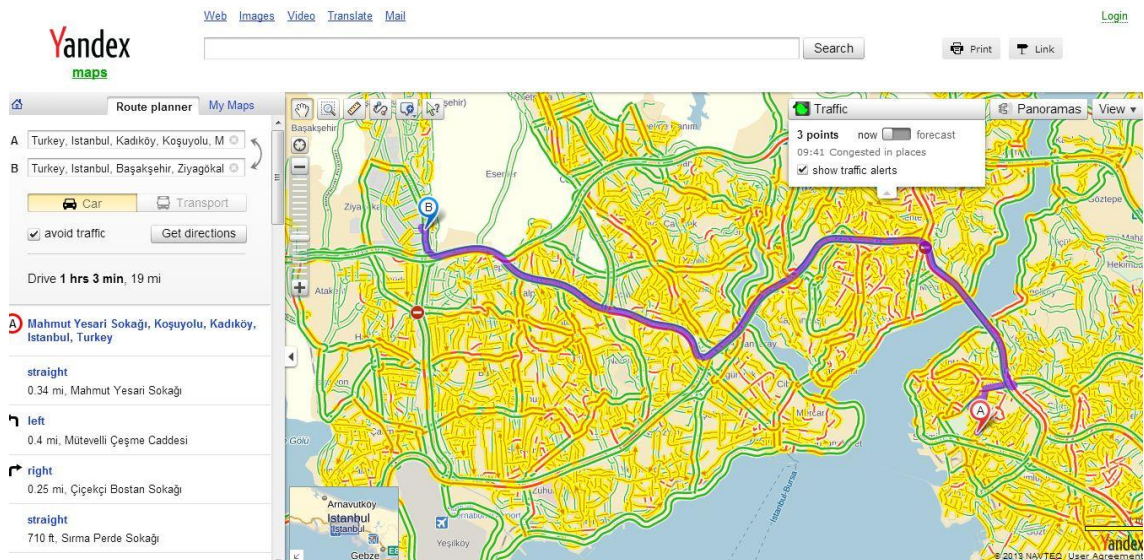 Web Images Video Translate Mail
Login
Yandex
maps
Search
Print
Link
Route planner
My Maps
A Turkey, Istanbul, Kadıköy, Koşuyolu, M
B Turkey, Istanbul, Başakşehir, Ziyagökal
Car
Transport
avoid traffic
Get directions
Drive 1 hrs 3 min, 19 mi
A Mahmut Yesari Sokağı, Koşuyolu, Kadıköy,
Istanbul, Turkey
straight
0.34 mi, Mahmut Yesari Sokağı
left
0.4 mi, Mütevelli Çeşme Caddesi
right
0.25 mi, Çiçekçi Bostan Sokağı
straight
710 ft, Sırma Perde Sokağı
Traffic
3 points now forecast
09:41 Congested in places
show traffic alerts
Panoramas
View
Başakşehir
B
Göztepe
Hekim
Mercan
A
Yeşilköy
Istanbul-Bursa
Arnavutköy
Istanbul
Istanbul
Gebze
Yandex
© 2013 NAVTEQ User Agreement